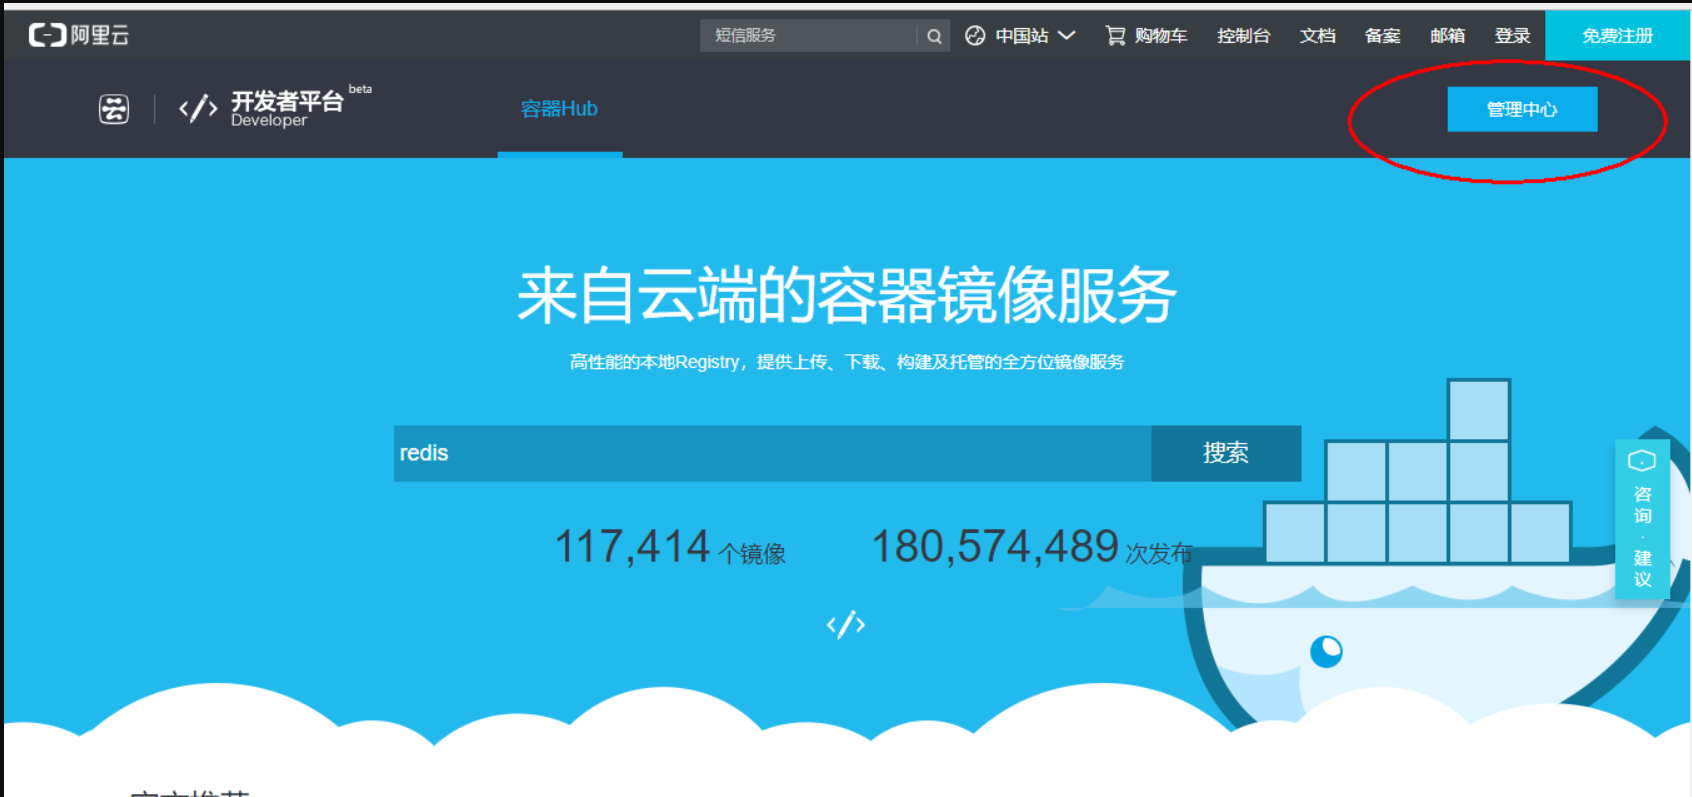 阿里云
短信服务
中国站 购物车 控制台 文档 备案 邮箱 登录 免费注册
开发者平台 beta
Developer
容器Hub
管理中心
来自云端的容器镜像服务
高性能的本地Registry，提供上传、下载、构建及托管的全方位镜像服务
redis 搜索
117,414 个镜像 180,574,489 次发布
咨询·建议